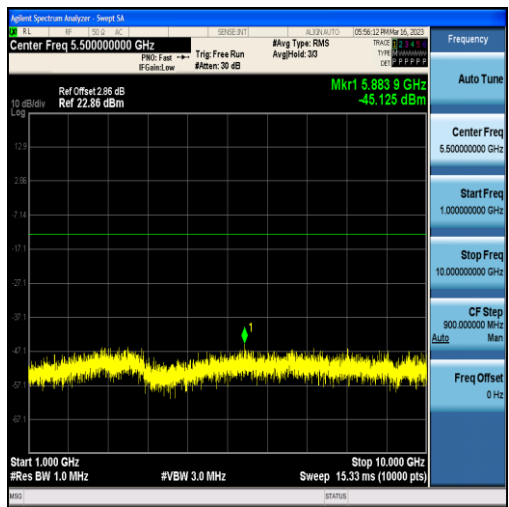 Agilent Spectrum Analyzer - Swept SA
RL RF 50 Ω AC SENSE:INT ALIGN AUTO 05:56:12 PM Mar 16, 2023
Center Freq 5.500000000 GHz
#Avg Type: RMS
TRACE 1 2 3 4 5 6
PNO: Fast
Trig: Free Run
Avg|Hold: 3/3
TYPE
IFGain:Low
#Atten: 30 dB
DET P P P P P P
Mkr1 5.883 9 GHz
-45.125 dBm
Ref Offset 2.86 dB
10 dB/div Ref 22.86 dBm
Log
12.9
2.86
-7.14
-17.1
-27.1
-37.1
1
-47.1
-57.1
-67.1
Start 1.000 GHz
Stop 10.000 GHz
#Res BW 1.0 MHz
#VBW 3.0 MHz
Sweep 15.33 ms (10000 pts)
MSG
STATUS
Frequency
Auto Tune
Center Freq
5.500000000 GHz
Start Freq
1.000000000 GHz
Stop Freq
10.000000000 GHz
CF Step
900.000000 MHz
Auto Man
Freq Offset
0 Hz